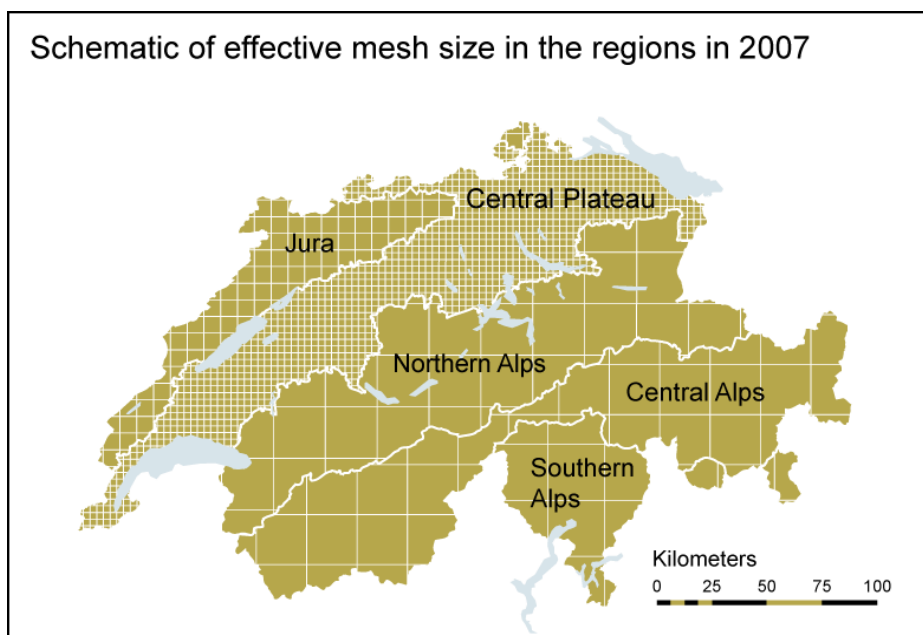 Schematic of effective mesh size in the regions in 2007
Central Plateau
Jura
Northern Alps
Central Alps
Southern
Alps
Kilometers
0 25 50 75 100